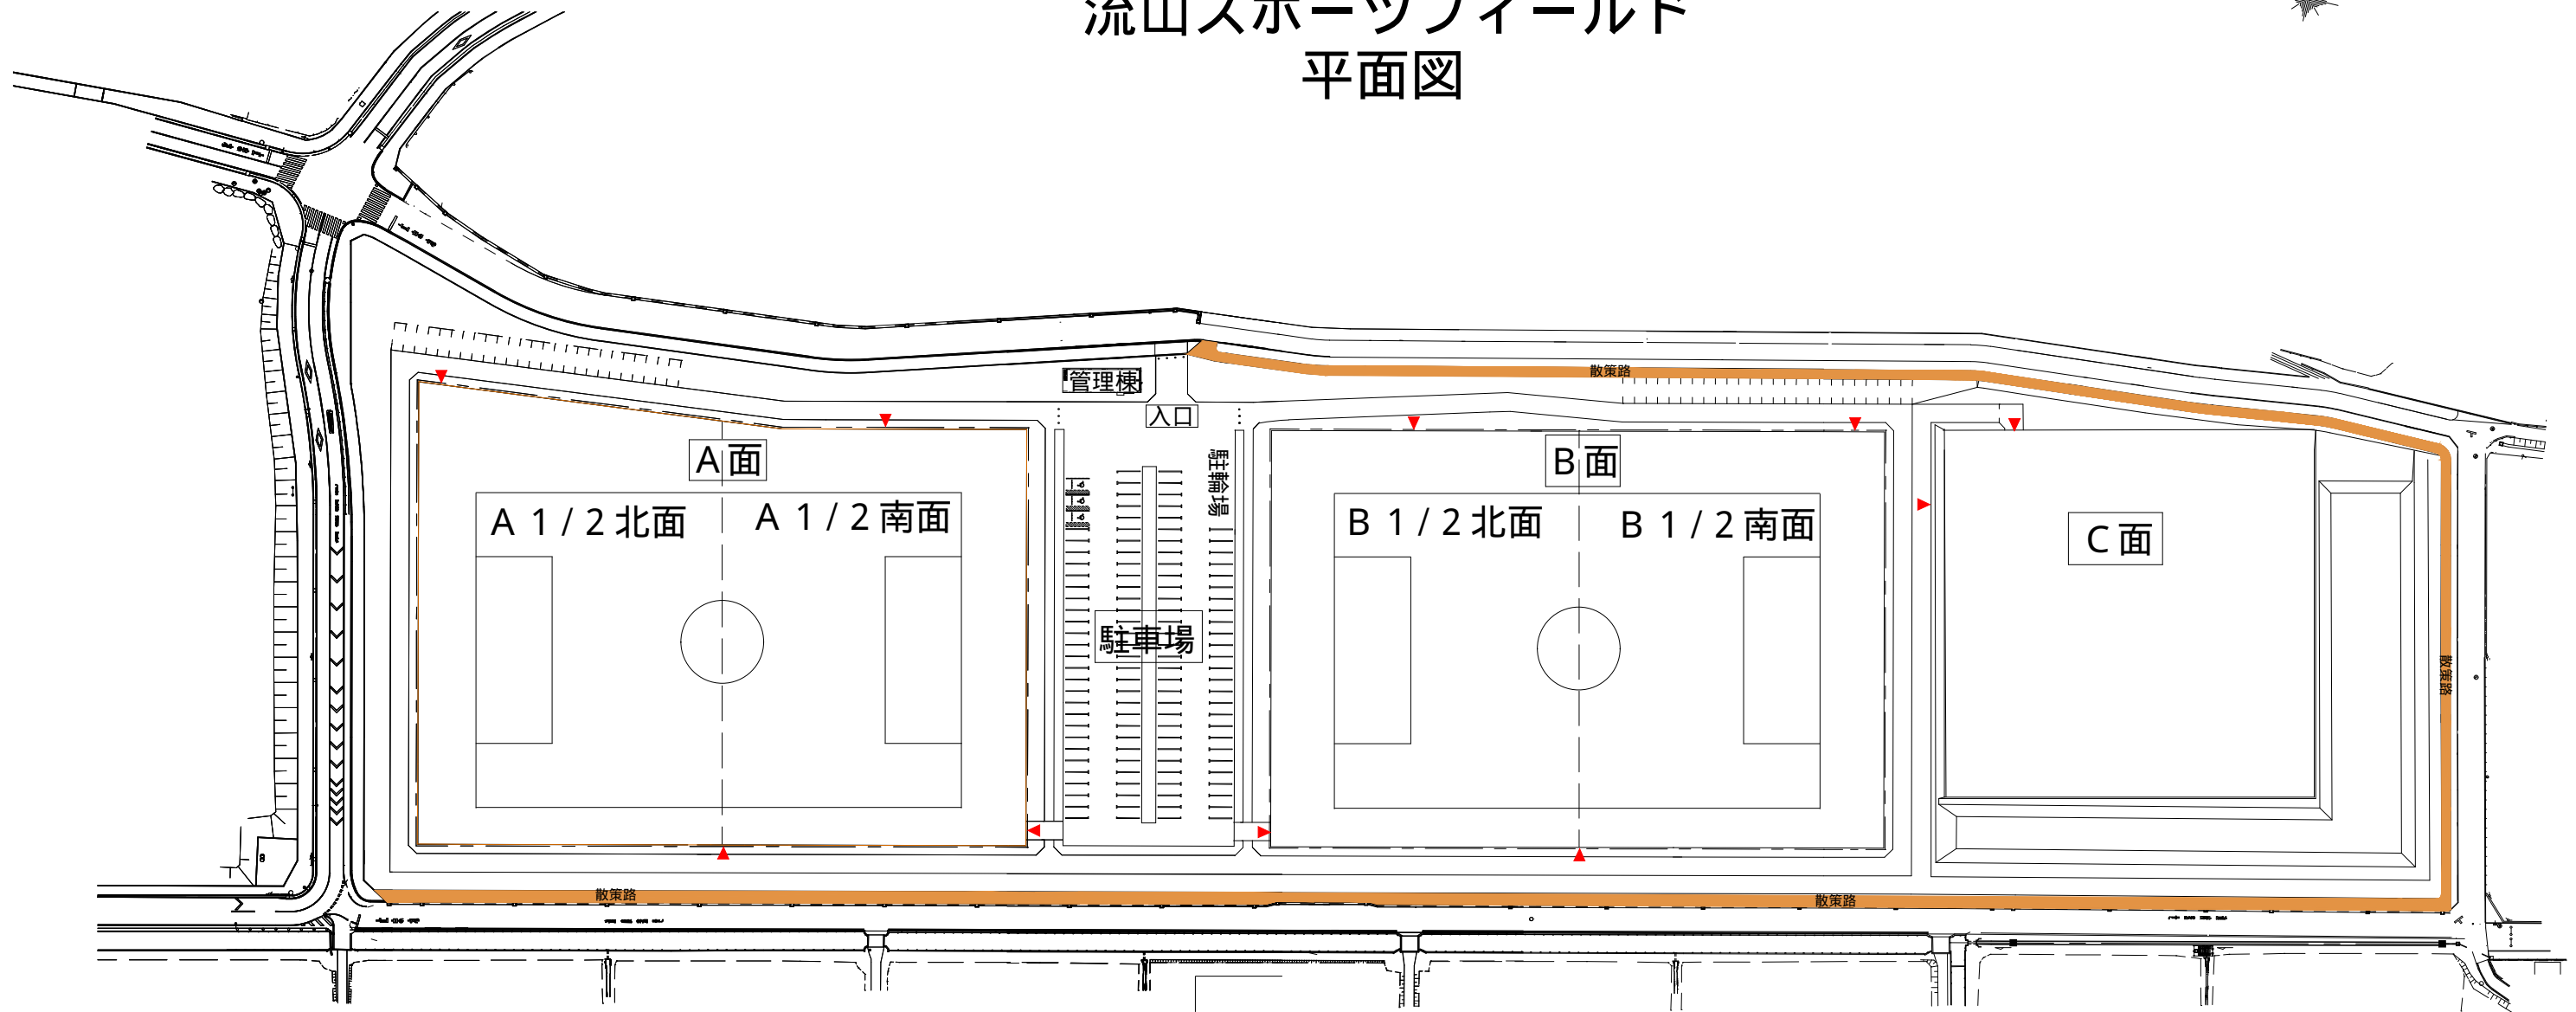 流山スポーツフィールド
平面図
散策路
管理棟
入口
A面
B面
駐輪場
A 1/2北面
A 1/2南面
B 1/2北面
B 1/2南面
C面
駐車場
散策路
散策路
散策路